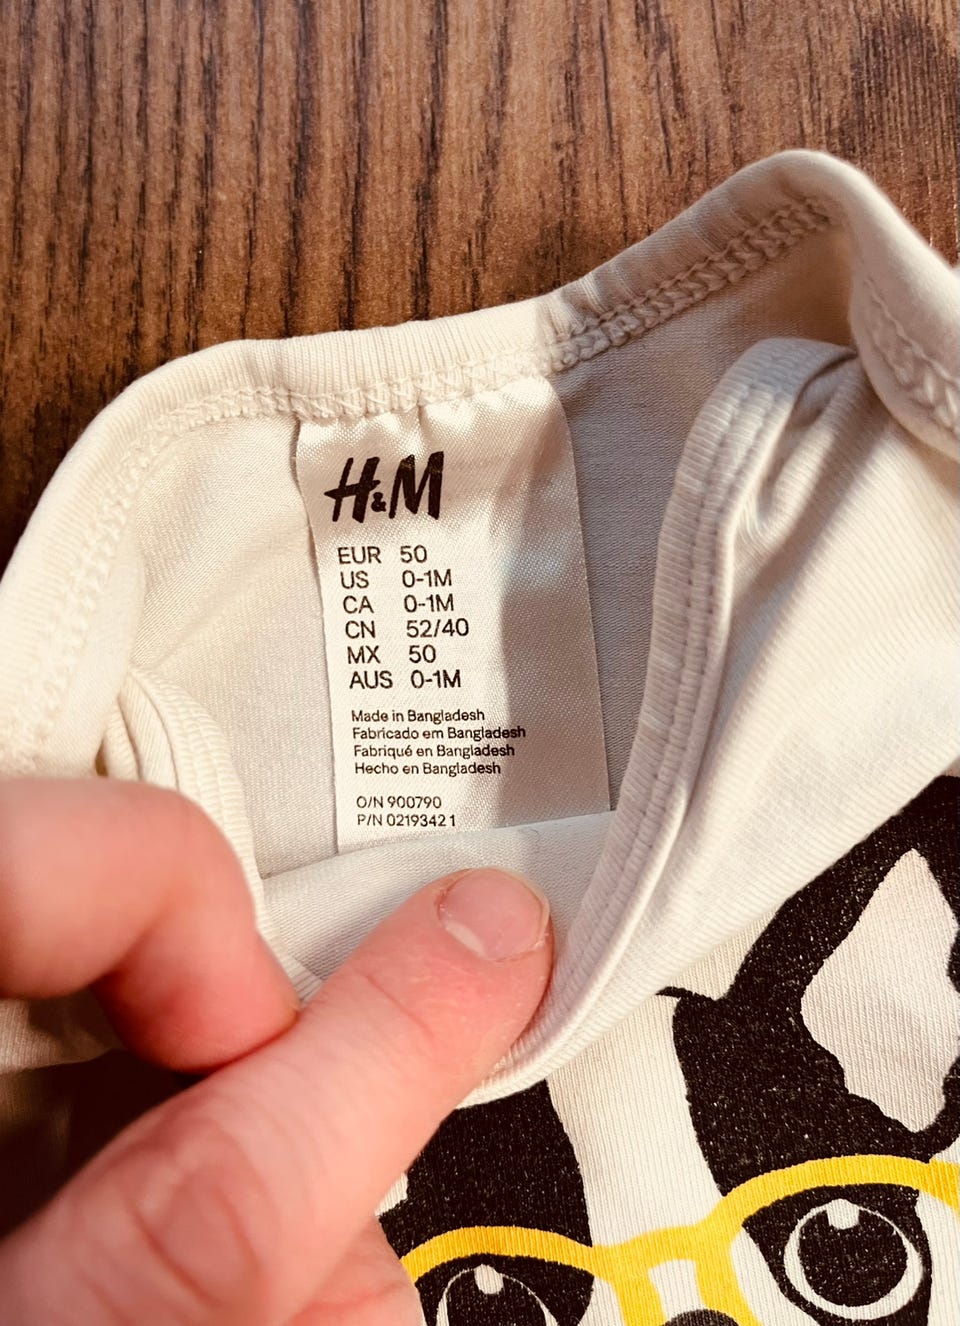 H&M
EUR 50
US 0-1M
CA 0-1M
CN 52/40
MX 50
AUS 0-1M
Made in Bangladesh
Fabricado em Bangladesh
Fabriqué en Bangladesh
Hecho en Bangladesh
O/N 900790
P/N 02193421